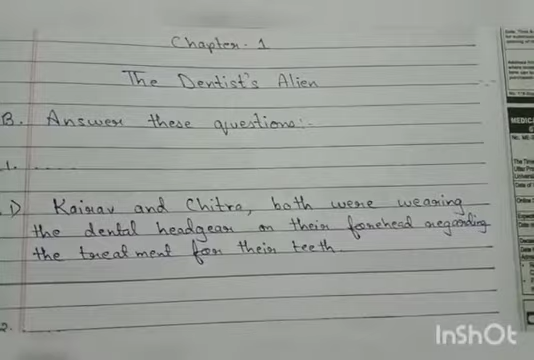 Chapter. 1
The Dentist's Alien
B. Answer these questions:-
1. ............
D) Kairav and Chitra, both were wearing
the dental headgear on their forehead regarding
the treatment for their teeth.
2.
MEDIC
InShOt